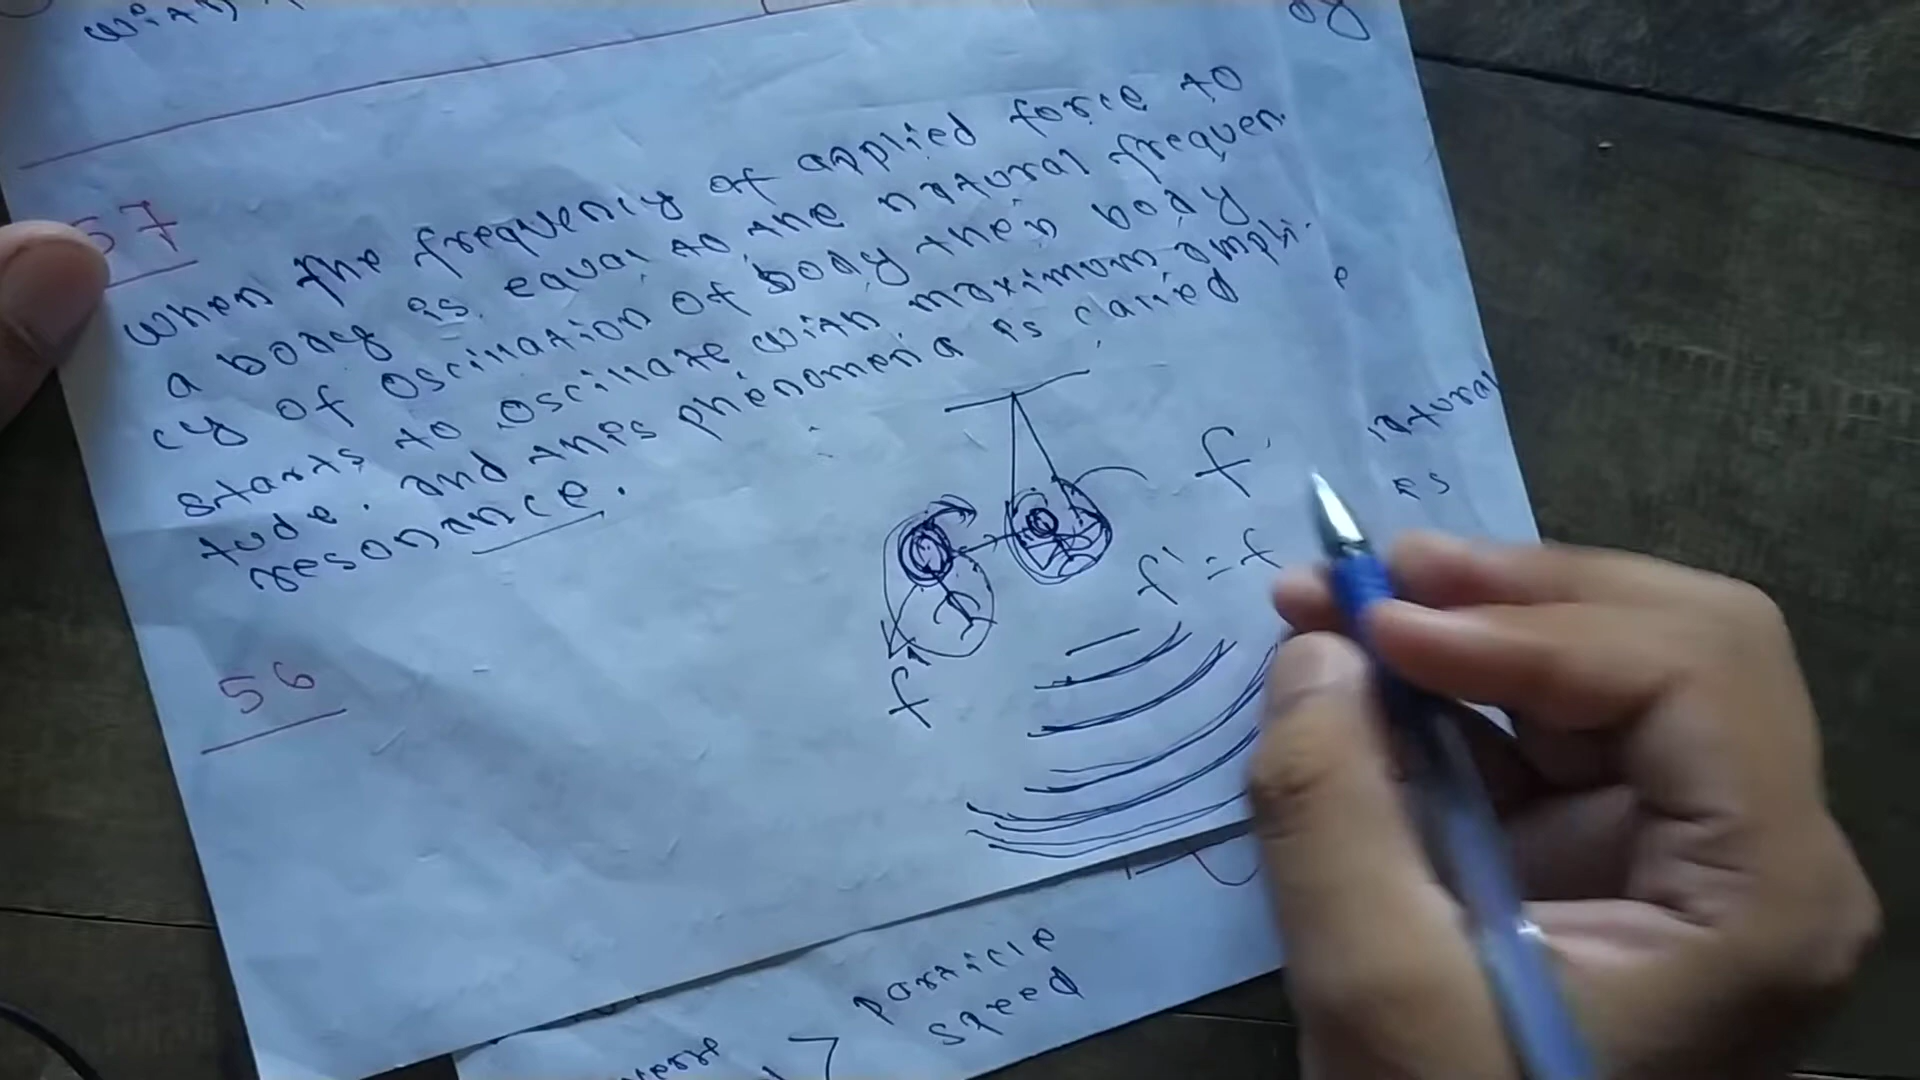 57
When the frequency of applied force to
a body is equal to the natural frequen-
cy of oscillation of body then body
starts to oscillate with maximum ampli-
tude. and this phenomena is called
resonance.
f
f' = f
f'
56
e
natural
es
particle
speed
>